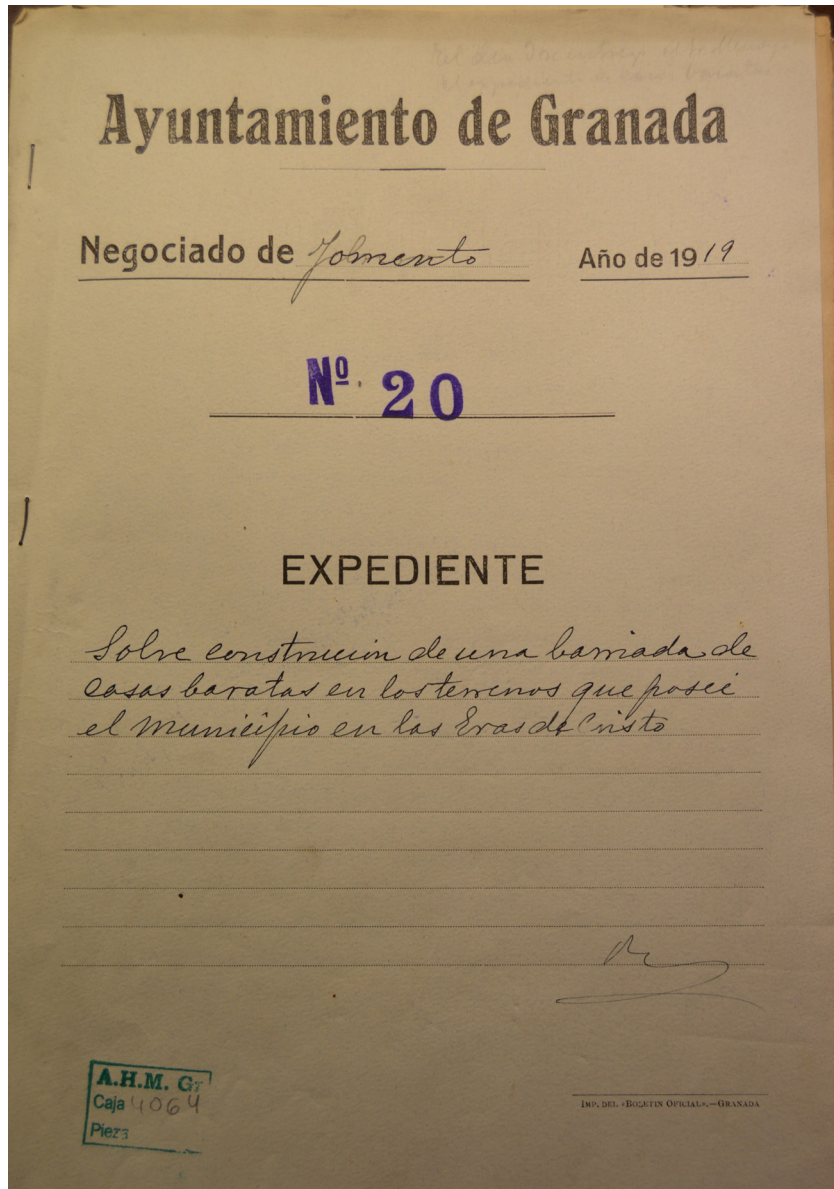 Ayuntamiento de Granada
Negociado de Fomento Año de 1919
Nº 20
EXPEDIENTE
Sobre construcion de una barriada de
casas baratas en los terrenos que posee
el municipio en las Eras de Cristo
A.H.M. Gr
Caja 4064
Pieza
IMP. DEL «BOLETIN OFICIAL».—GRANADA